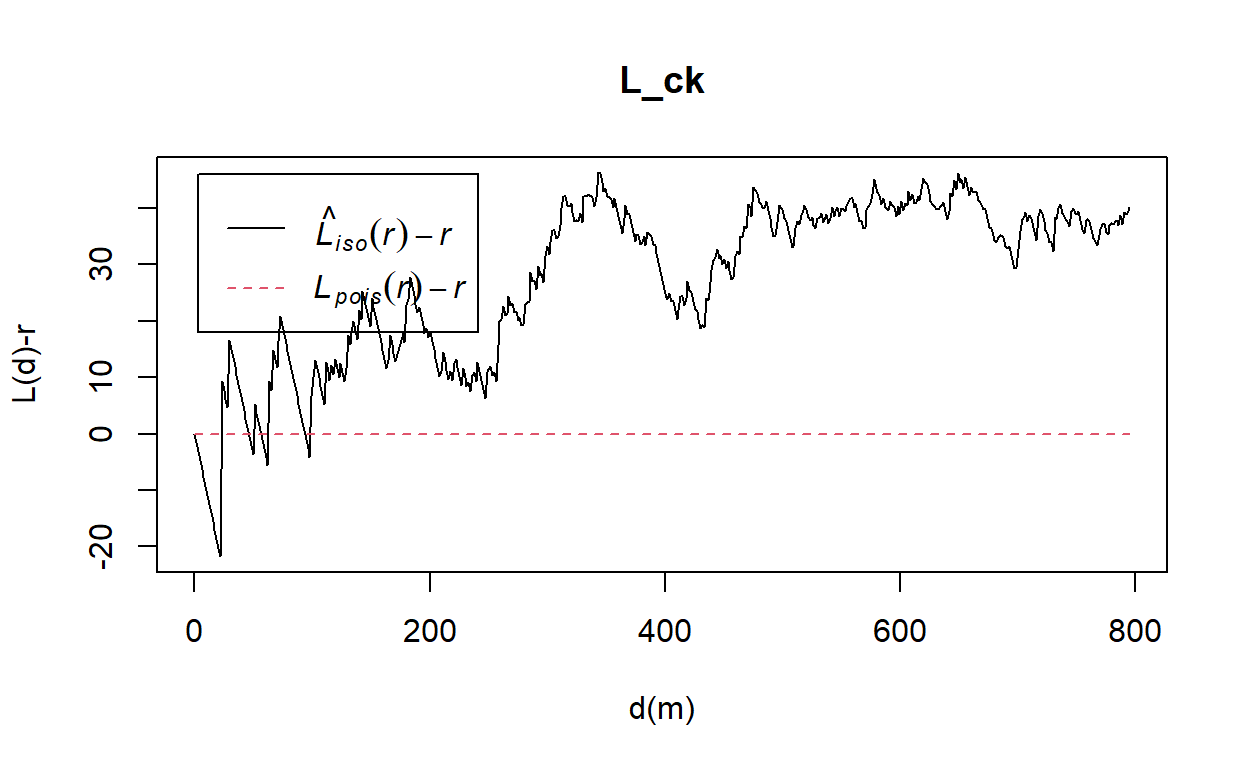 L_ck
L̂iso(r) – r
Lpois(r) – r
L(d)-r
30
10
0
-20
0 200 400 600 800
d(m)